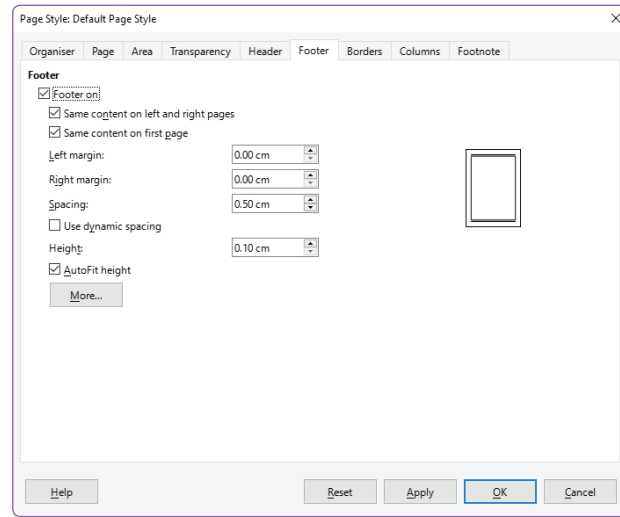 Page Style: Default Page Style
Organiser Page Area Transparency Header Footer Borders Columns Footnote
Footer
Footer on
Same content on left and right pages
Same content on first page
Left margin: 0.00 cm
Right margin: 0.00 cm
Spacing: 0.50 cm
Use dynamic spacing
Height: 0.10 cm
AutoFit height
More...
Help Reset Apply OK Cancel